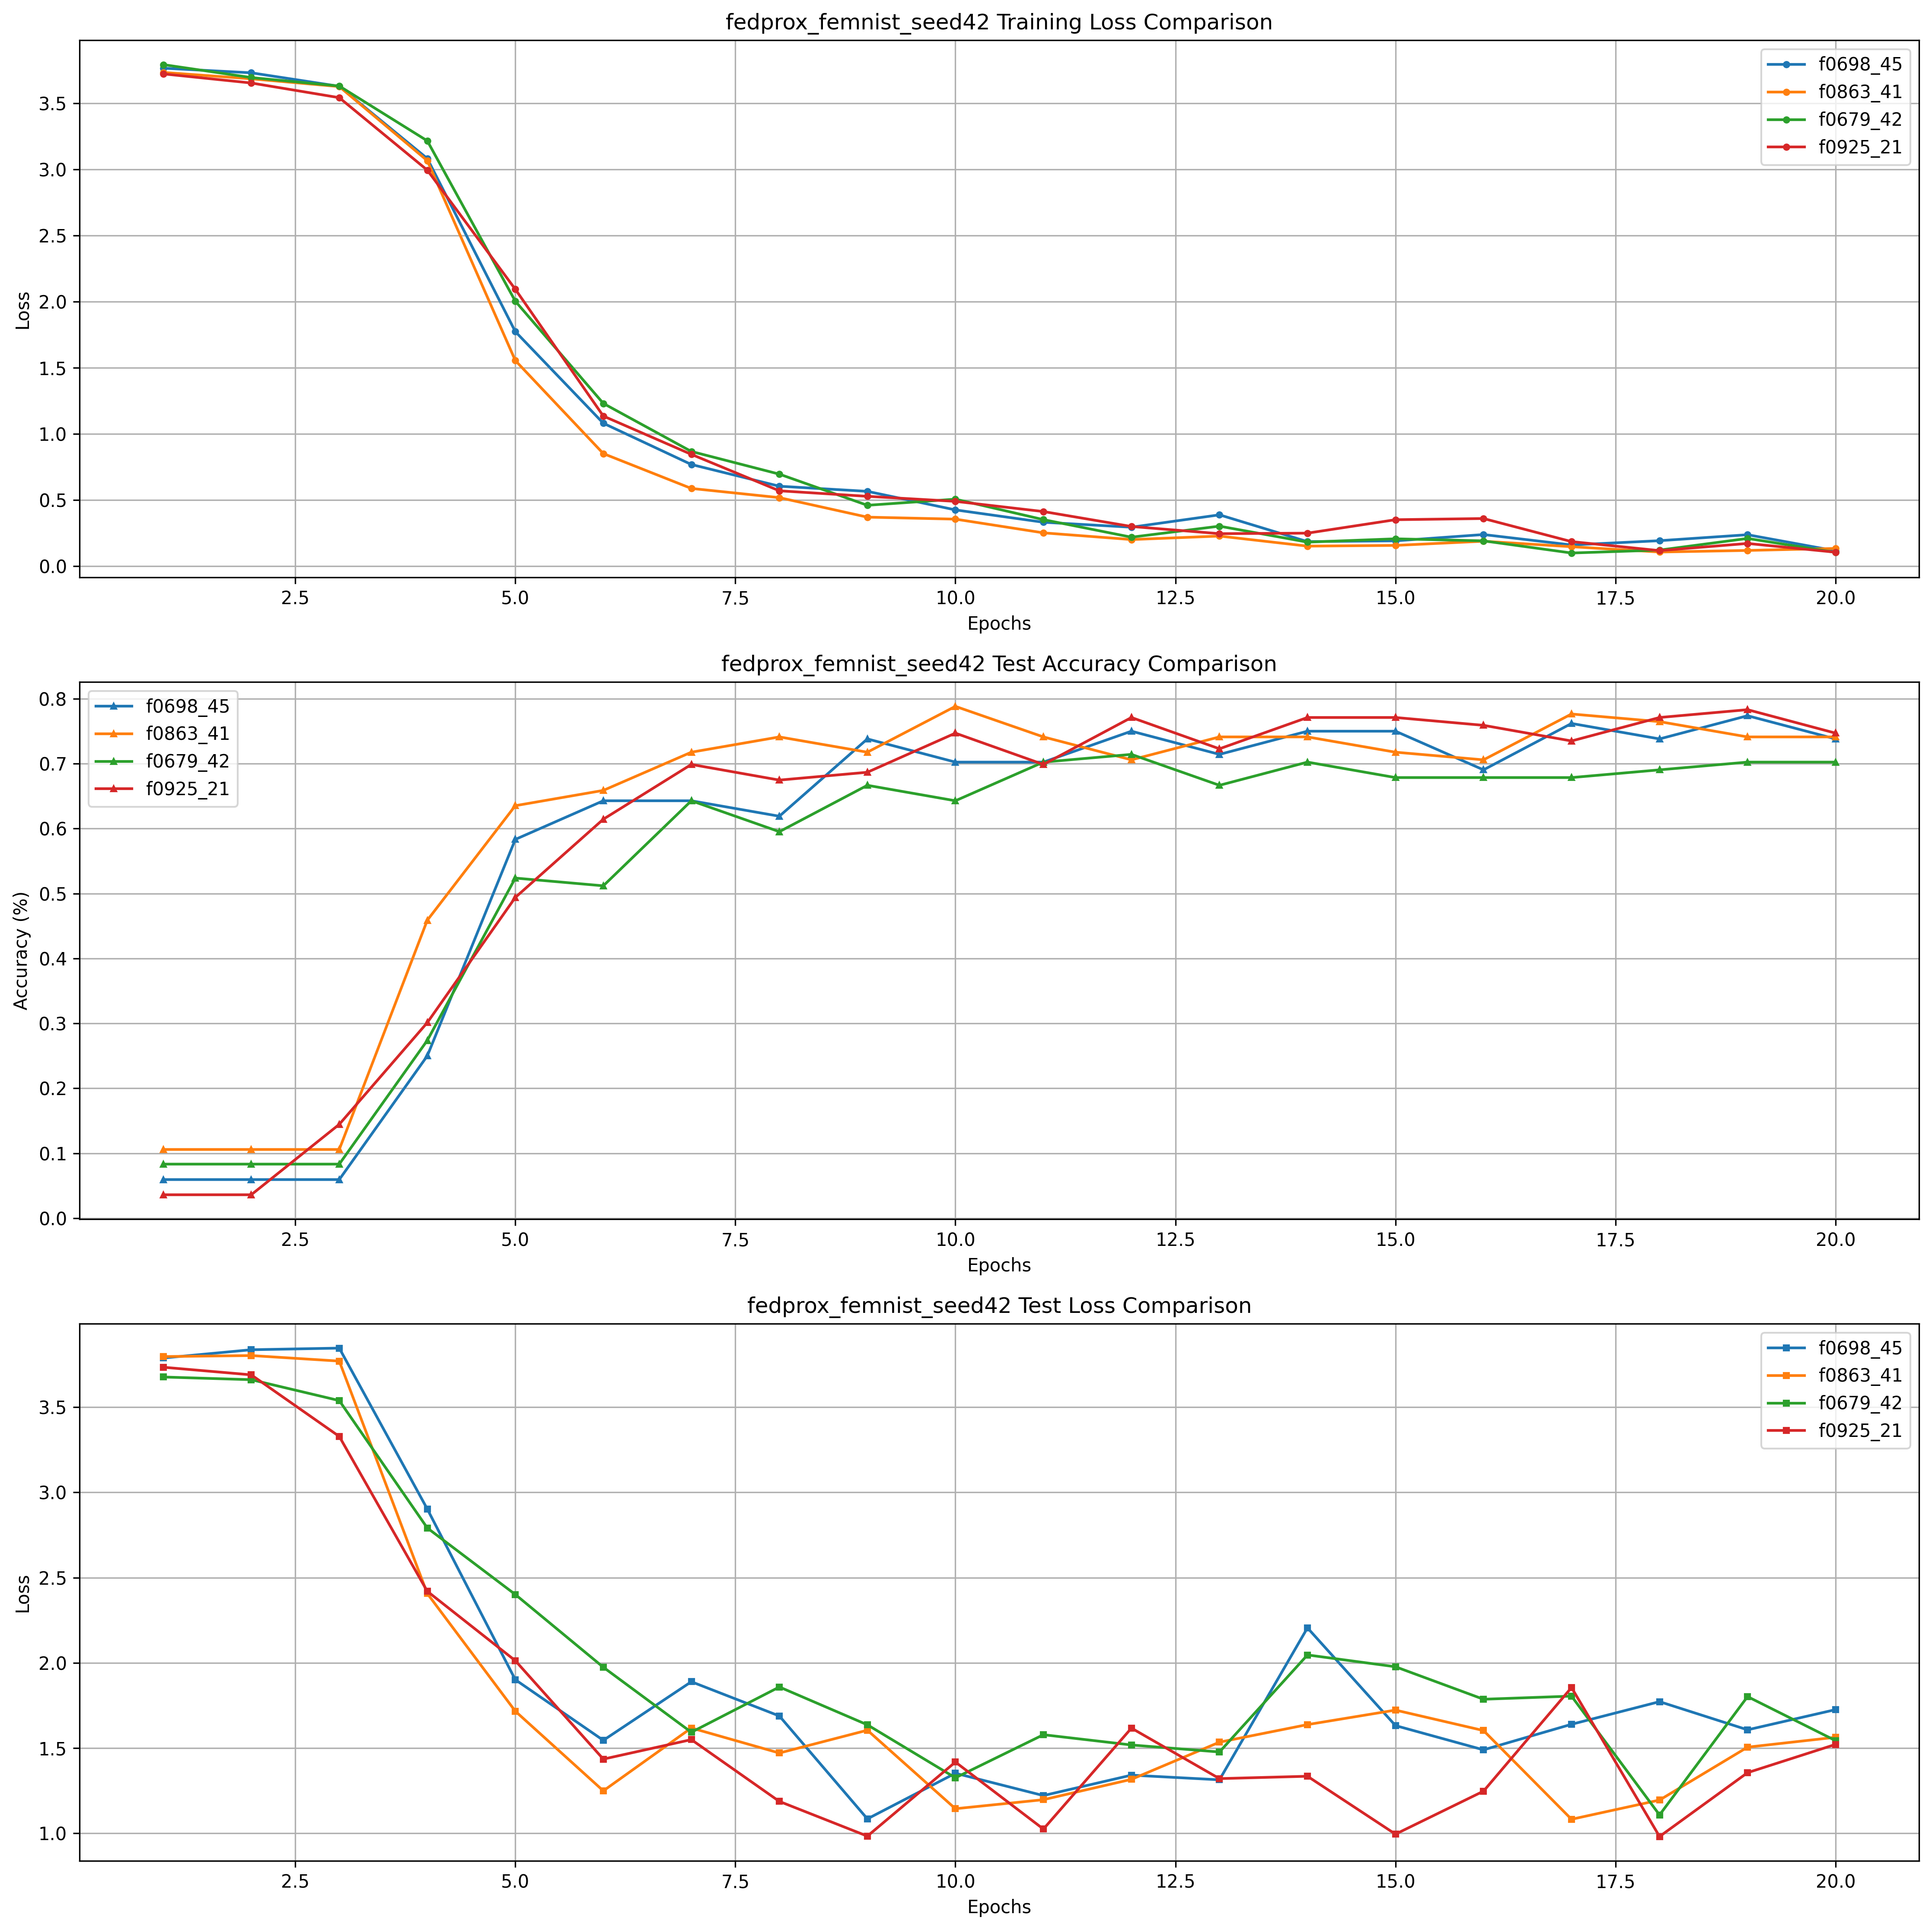 fedprox_femnist_seed42 Training Loss Comparison
f0698_45
f0863_41
f0679_42
f0925_21
Loss
3.5
3.0
2.5
2.0
1.5
1.0
0.5
0.0
2.5 5.0 7.5 10.0 12.5 15.0 17.5 20.0
Epochs
fedprox_femnist_seed42 Test Accuracy Comparison
f0698_45
f0863_41
f0679_42
f0925_21
Accuracy (%)
0.8
0.7
0.6
0.5
0.4
0.3
0.2
0.1
0.0
2.5 5.0 7.5 10.0 12.5 15.0 17.5 20.0
Epochs
fedprox_femnist_seed42 Test Loss Comparison
f0698_45
f0863_41
f0679_42
f0925_21
Loss
3.5
3.0
2.5
2.0
1.5
1.0
2.5 5.0 7.5 10.0 12.5 15.0 17.5 20.0
Epochs